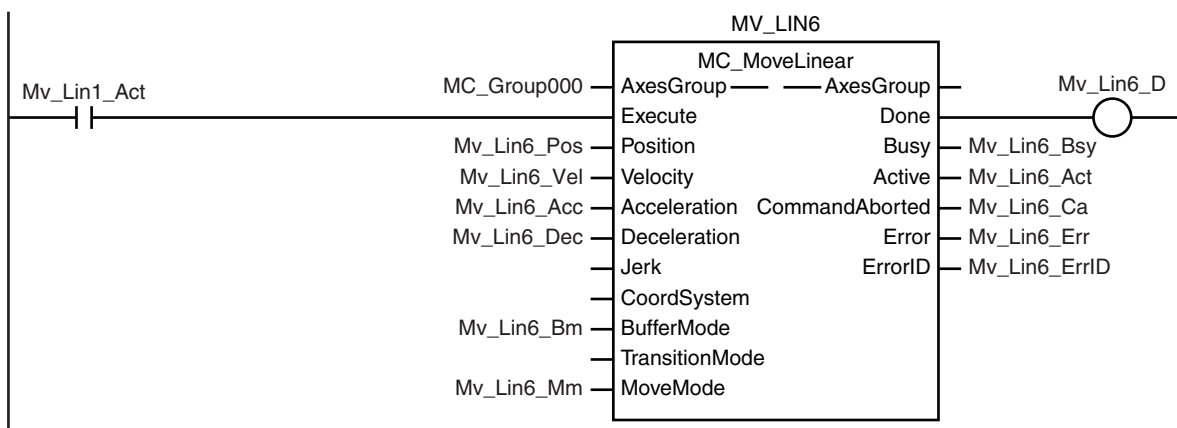 MV_LIN6
MC_MoveLinear
Mv_Lin1_Act
MC_Group000 AxesGroup AxesGroup Mv_Lin6_D
Execute Done
Mv_Lin6_Pos Position Busy Mv_Lin6_Bsy
Mv_Lin6_Vel Velocity Active Mv_Lin6_Act
Mv_Lin6_Acc Acceleration CommandAborted Mv_Lin6_Ca
Mv_Lin6_Dec Deceleration Error Mv_Lin6_Err
Jerk ErrorID Mv_Lin6_ErrID
CoordSystem
Mv_Lin6_Bm BufferMode
TransitionMode
Mv_Lin6_Mm MoveMode